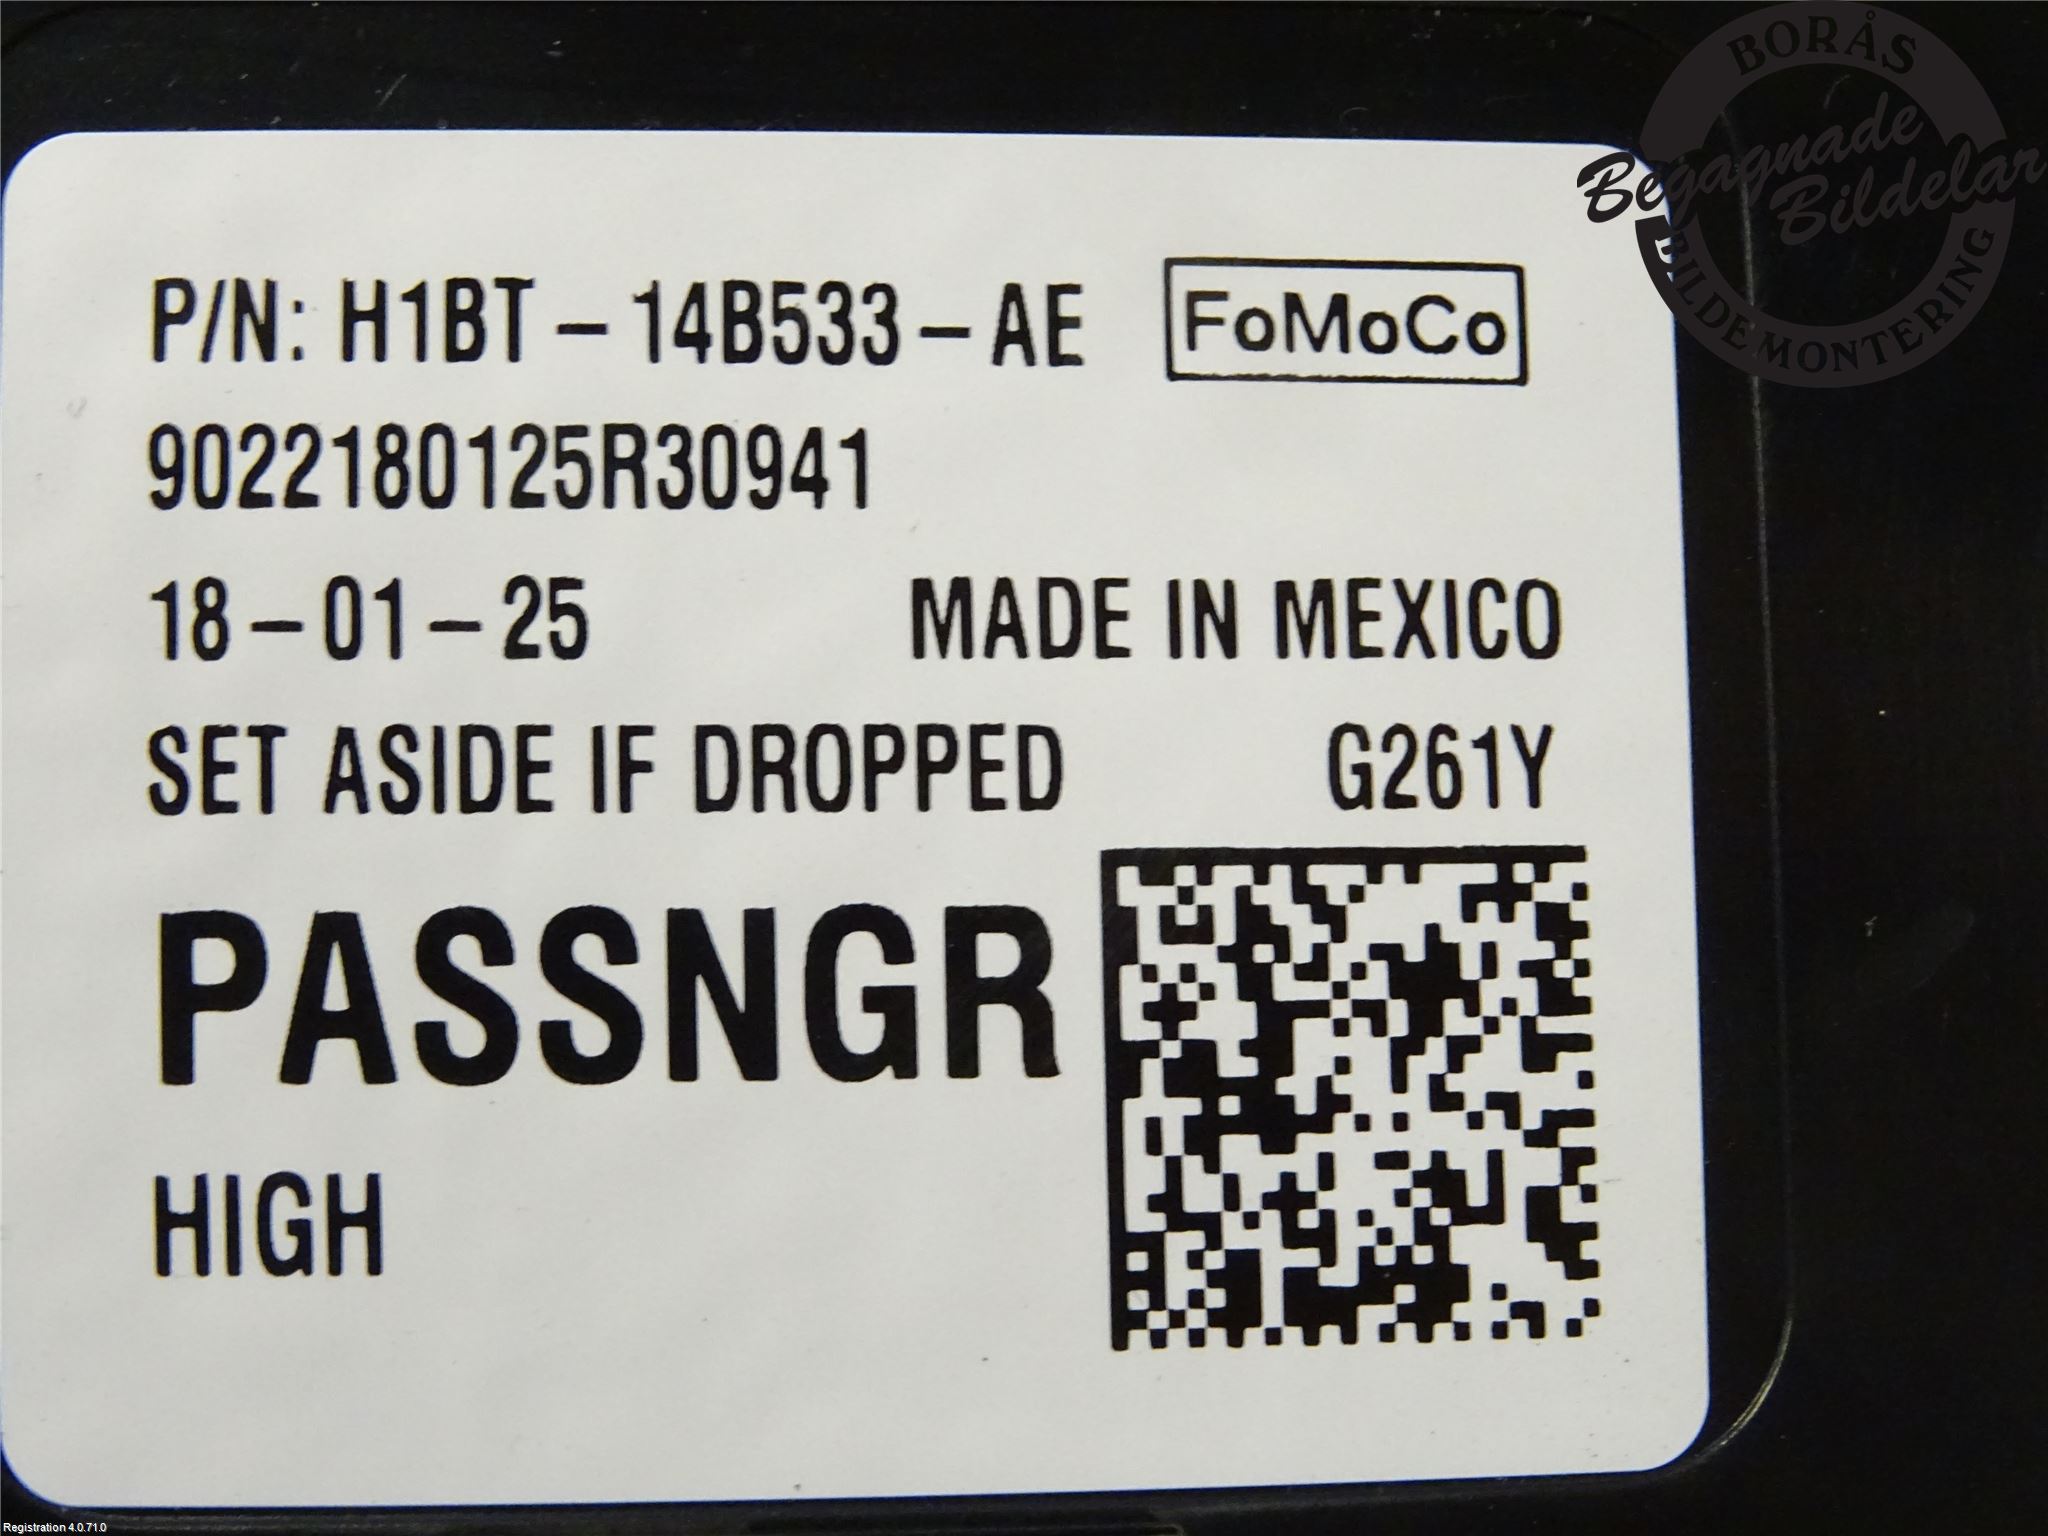 BORÅS
Begagnade
Bildelar
BILDEMONTERING
P/N: H1BT-14B533-AE FoMoCo
9022180125R30941
18-01-25 MADE IN MEXICO
SET ASIDE IF DROPPED G261Y
PASSNGR
HIGH
Registration 4.0.71.0